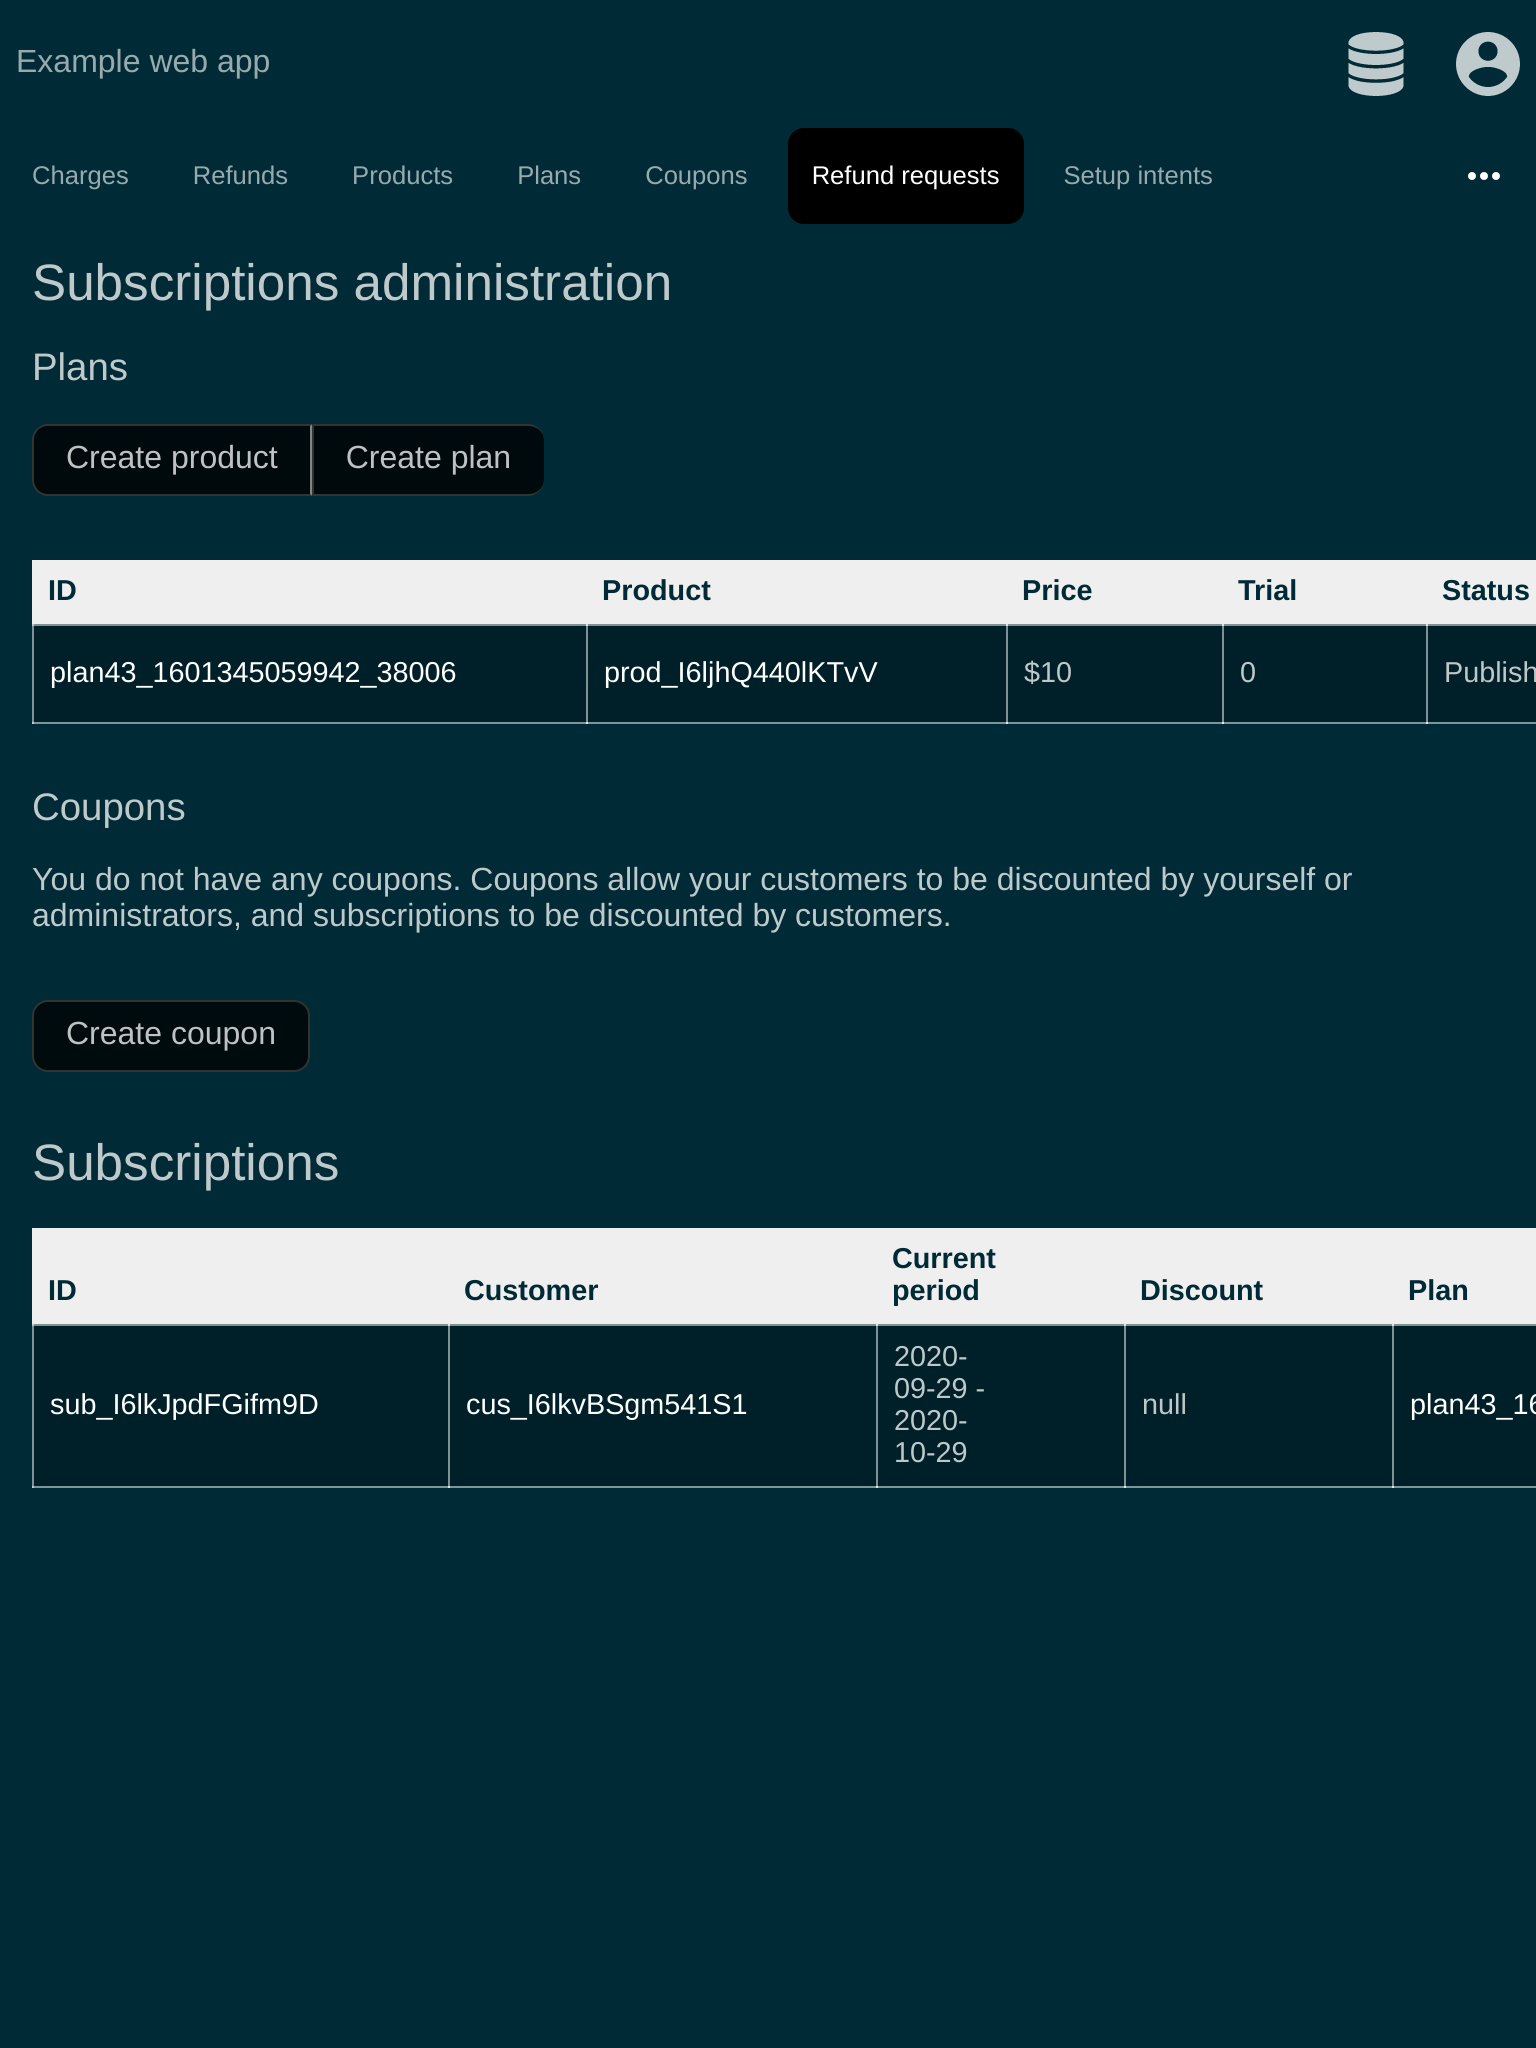 Example web app
Charges Refunds Products Plans Coupons Refund requests Setup intents
Subscriptions administration
Plans
Create product Create plan
ID Product Price Trial Status
plan43_1601345059942_38006 prod_I6ljhQ440lKTvV $10 0 Publish
Coupons
You do not have any coupons. Coupons allow your customers to be discounted by yourself or
administrators, and subscriptions to be discounted by customers.
Create coupon
Subscriptions
ID Customer Current period Discount Plan
sub_I6lkJpdFGifm9D cus_I6lkvBSgm541S1 2020-09-29 - 2020-10-29 null plan43_16